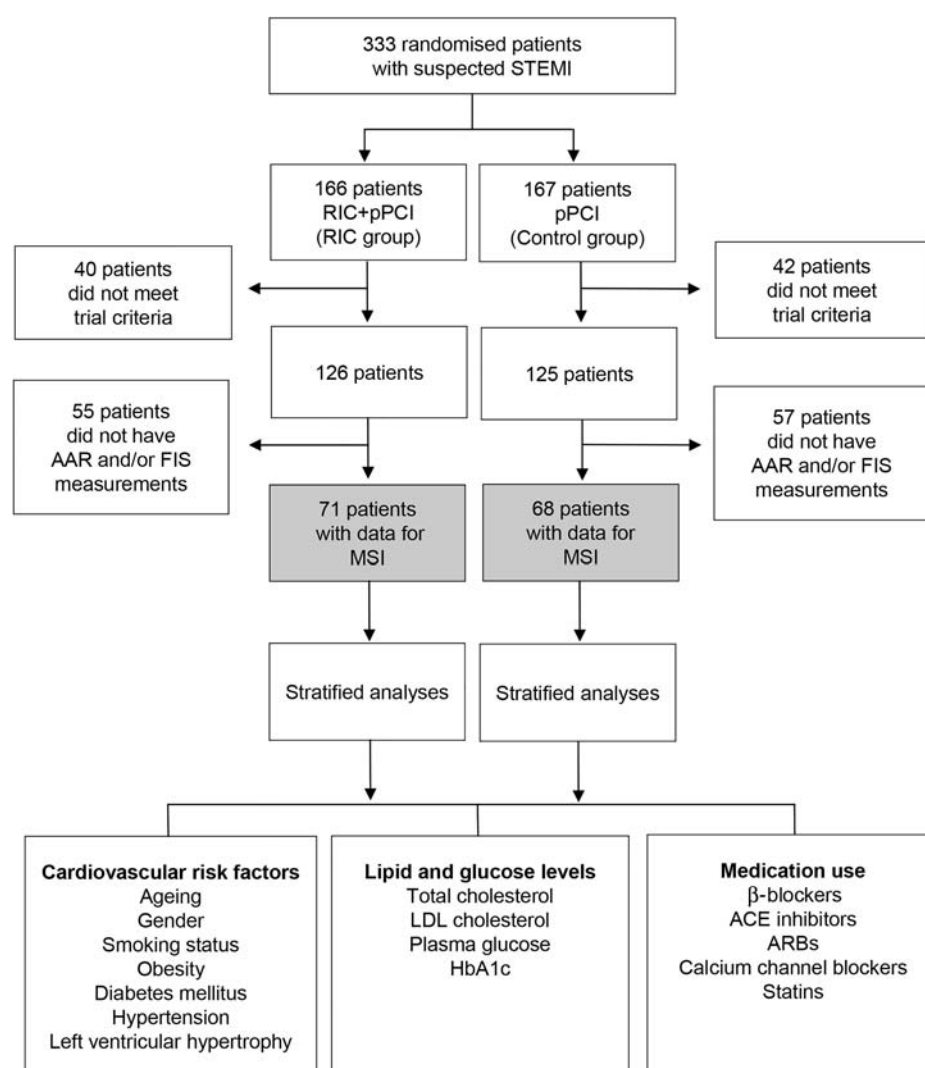 333 randomised patients
with suspected STEMI
166 patients
RIC+pPCI
(RIC group)
167 patients
pPCI
(Control group)
40 patients
did not meet
trial criteria
42 patients
did not meet
trial criteria
126 patients
125 patients
55 patients
did not have
AAR and/or FIS
measurements
57 patients
did not have
AAR and/or FIS
measurements
71 patients
with data for
MSI
68 patients
with data for
MSI
Stratified analyses
Stratified analyses
Cardiovascular risk factors
Ageing
Gender
Smoking status
Obesity
Diabetes mellitus
Hypertension
Left ventricular hypertrophy
Lipid and glucose levels
Total cholesterol
LDL cholesterol
Plasma glucose
HbA1c
Medication use
β-blockers
ACE inhibitors
ARBs
Calcium channel blockers
Statins